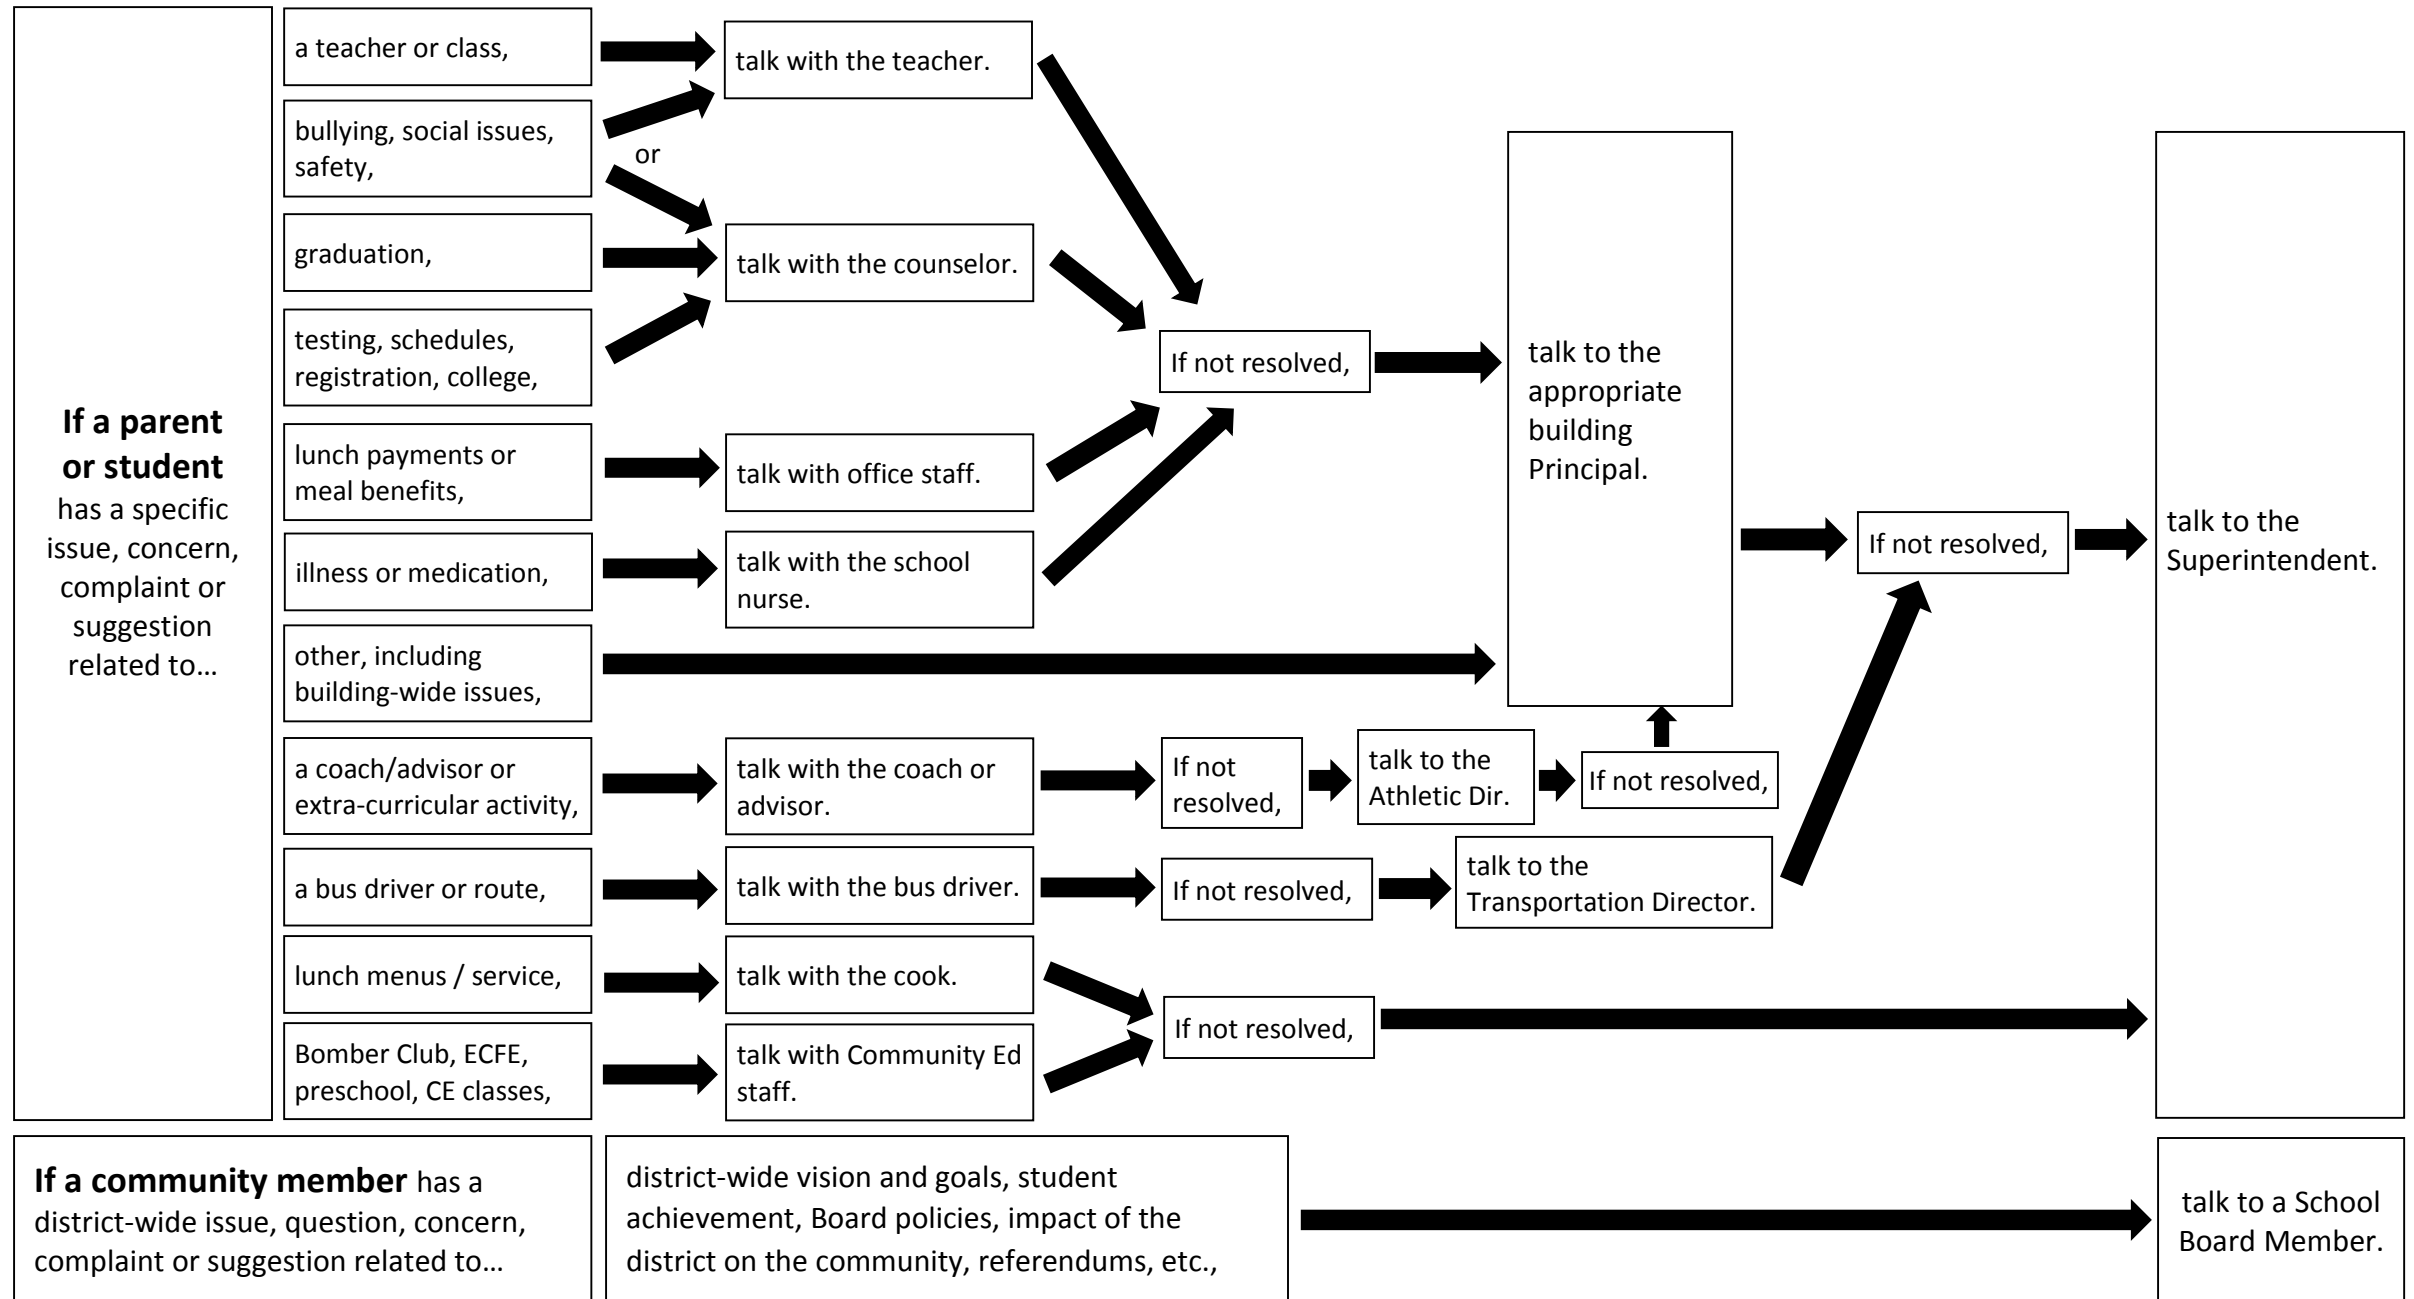 If a parent
or student
has a specific
issue, concern,
complaint or
suggestion
related to…
a teacher or class,
talk with the teacher.
bullying, social issues,
safety,
or
graduation,
talk with the counselor.
testing, schedules,
registration, college,
If not resolved,
talk to the
appropriate
building
Principal.
lunch payments or
meal benefits,
talk with office staff.
illness or medication,
talk with the school
nurse.
If not resolved,
talk to the
Superintendent.
other, including
building-wide issues,
a coach/advisor or
extra-curricular activity,
talk with the coach or
advisor.
If not
resolved,
talk to the
Athletic Dir.
If not resolved,
a bus driver or route,
talk with the bus driver.
If not resolved,
talk to the
Transportation Director.
lunch menus / service,
talk with the cook.
If not resolved,
Bomber Club, ECFE,
preschool, CE classes,
talk with Community Ed
staff.
If a community member has a
district-wide issue, question, concern,
complaint or suggestion related to…
district-wide vision and goals, student
achievement, Board policies, impact of the
district on the community, referendums, etc.,
talk to a School
Board Member.